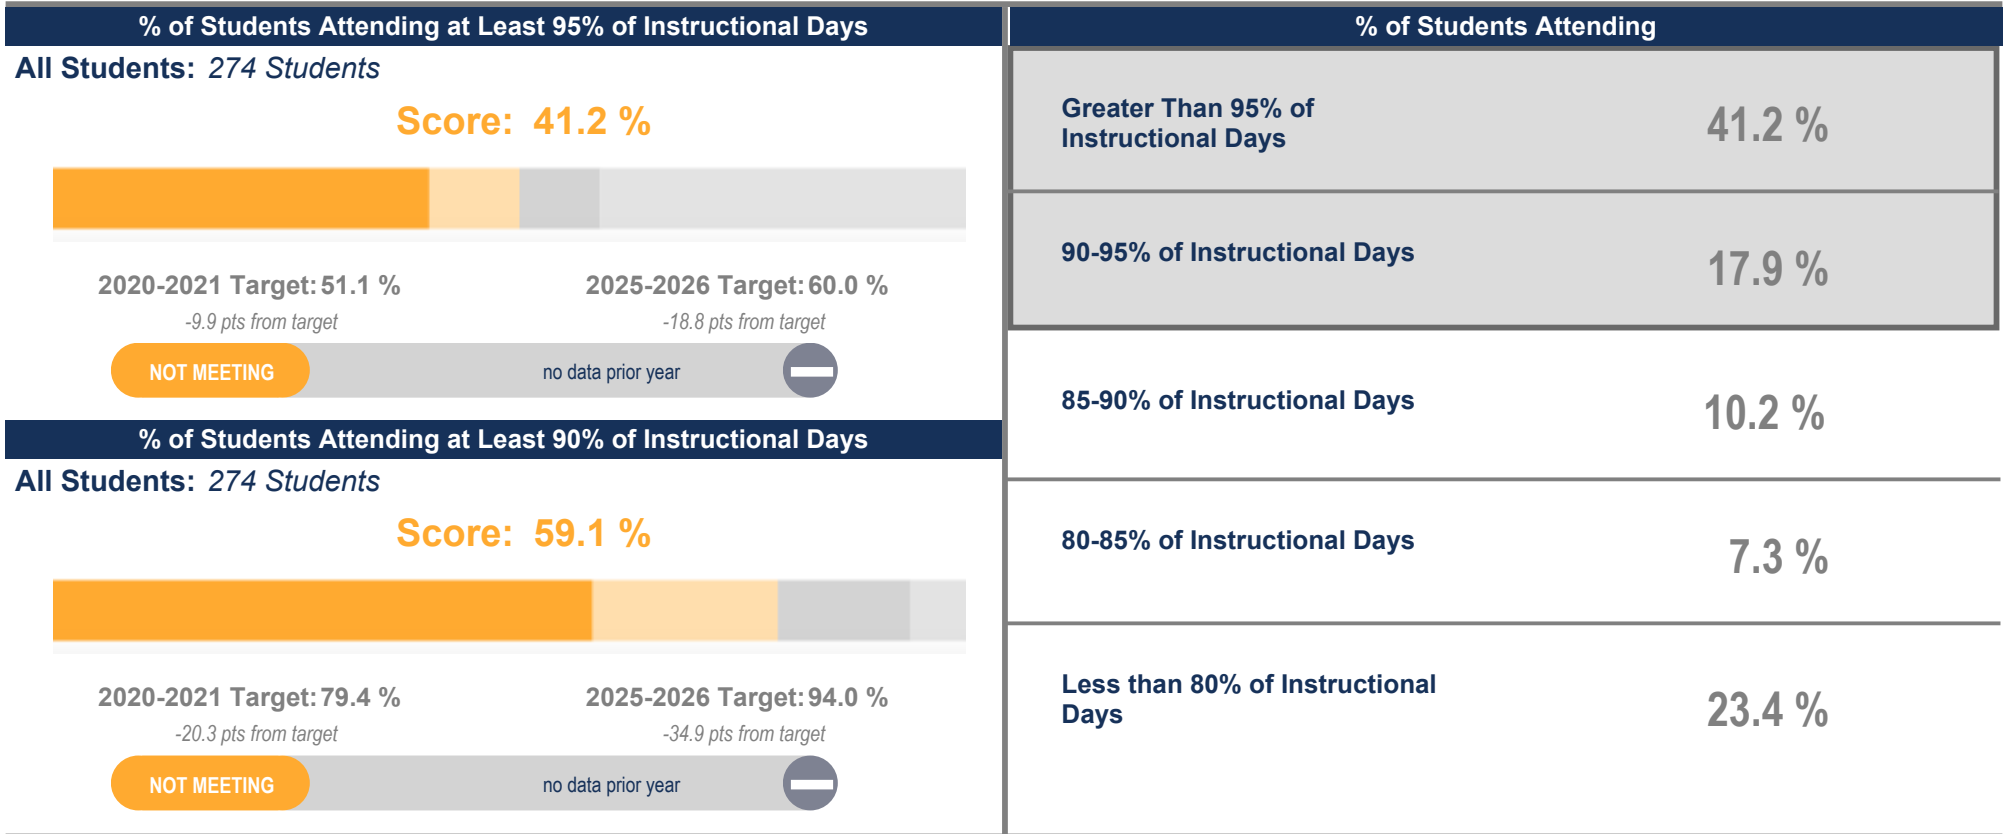 % of Students Attending at Least 95% of Instructional Days
All Students: 274 Students
Score: 41.2 %
2020-2021 Target: 51.1 %
-9.9 pts from target
2025-2026 Target: 60.0 %
-18.8 pts from target
NOT MEETING
no data prior year
% of Students Attending at Least 90% of Instructional Days
All Students: 274 Students
Score: 59.1 %
2020-2021 Target: 79.4 %
-20.3 pts from target
2025-2026 Target: 94.0 %
-34.9 pts from target
NOT MEETING
no data prior year
% of Students Attending
Greater Than 95% of
Instructional Days
41.2 %
90-95% of Instructional Days
17.9 %
85-90% of Instructional Days
10.2 %
80-85% of Instructional Days
7.3 %
Less than 80% of Instructional
Days
23.4 %